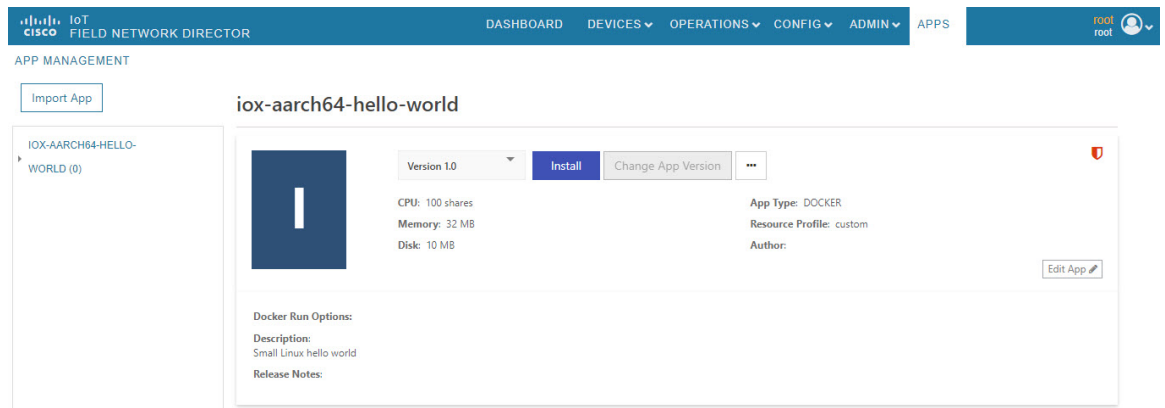 IoT
CISCO FIELD NETWORK DIRECTOR
DASHBOARD DEVICES OPERATIONS CONFIG ADMIN APPS
root
root
APP MANAGEMENT
Import App
IOX-AARCH64-HELLO-
WORLD (0)
iox-aarch64-hello-world
I
Version 1.0 Install Change App Version ...
CPU: 100 shares
Memory: 32 MB
Disk: 10 MB
App Type: DOCKER
Resource Profile: custom
Author:
Edit App
Docker Run Options:
Description:
Small Linux hello world
Release Notes: